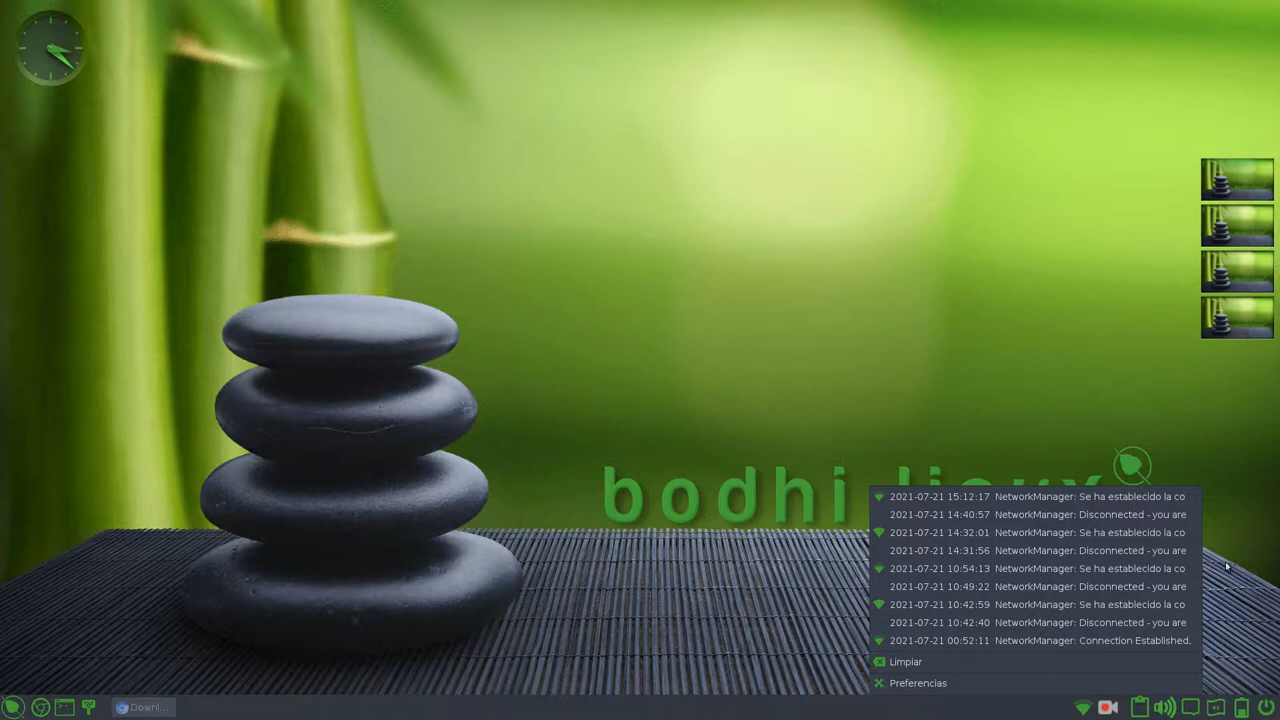 bodhi linux
2021-07-21 15:12:17 NetworkManager: Se ha establecido la co
2021-07-21 14:40:57 NetworkManager: Disconnected - you are
2021-07-21 14:32:01 NetworkManager: Se ha establecido la co
2021-07-21 14:31:56 NetworkManager: Disconnected - you are
2021-07-21 10:54:13 NetworkManager: Se ha establecido la co
2021-07-21 10:49:22 NetworkManager: Disconnected - you are
2021-07-21 10:42:59 NetworkManager: Se ha establecido la co
2021-07-21 10:42:40 NetworkManager: Disconnected - you are
2021-07-21 00:52:11 NetworkManager: Connection Established,
Limpiar
Preferencias
Downl...